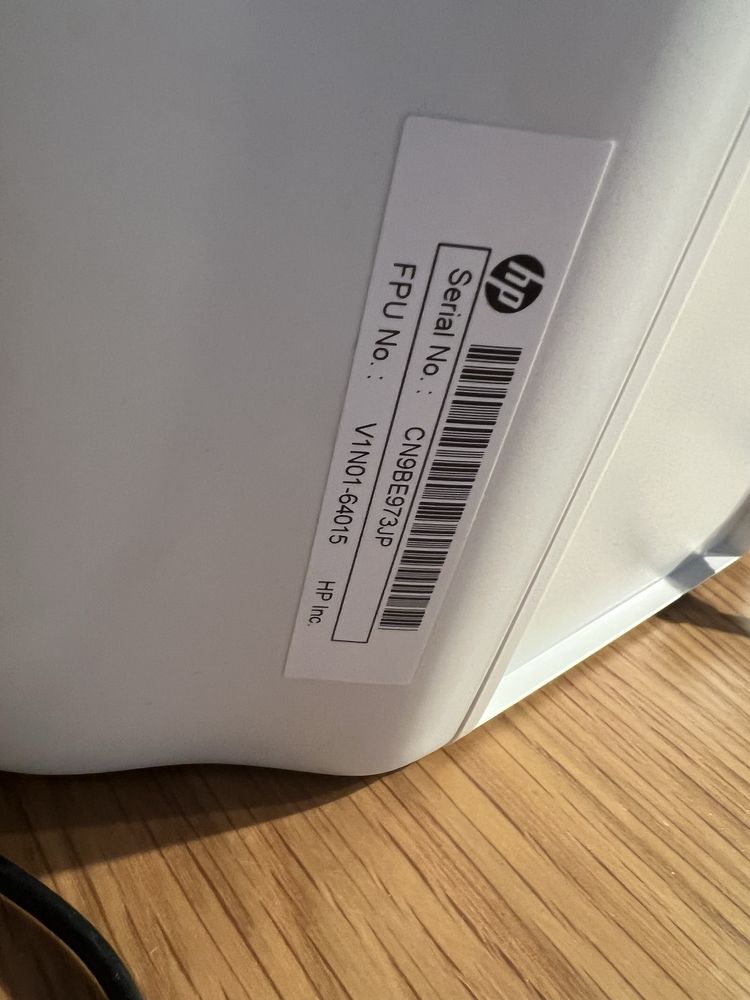 hp
Serial No. : CN9BE973JP
FPU No. : V1N01-64015 HP Inc.